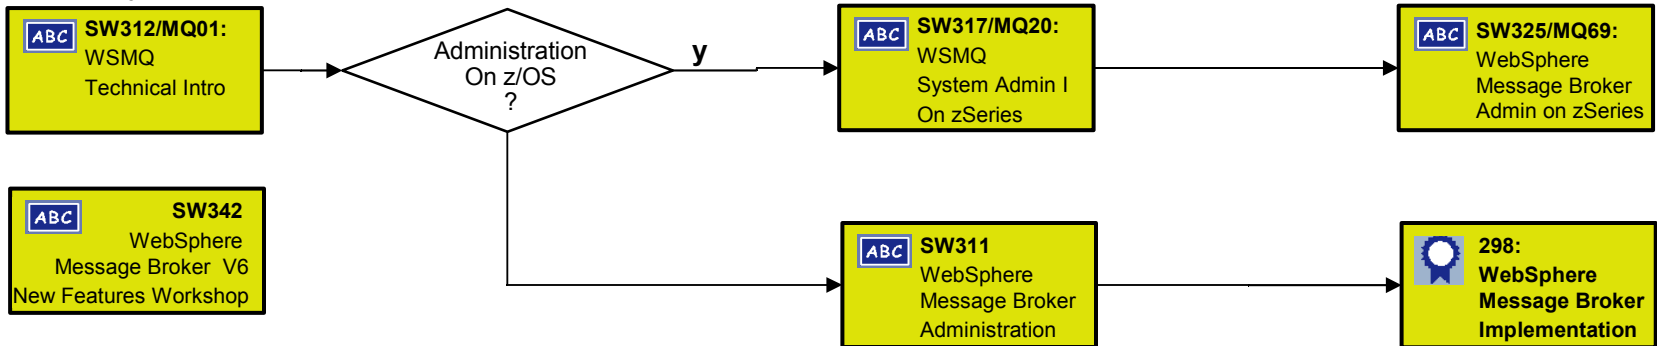 ABC
SW312/MQ01:
WSMQ
Technical Intro
Administration
On z/OS
?
y
ABC
SW317/MQ20:
WSMQ
System Admin I
On zSeries
ABC
SW325/MQ69:
WebSphere
Message Broker
Admin on zSeries
ABC
SW342
WebSphere
Message Broker V6
New Features Workshop
ABC
SW311
WebSphere
Message Broker
Administration
298:
WebSphere
Message Broker
Implementation